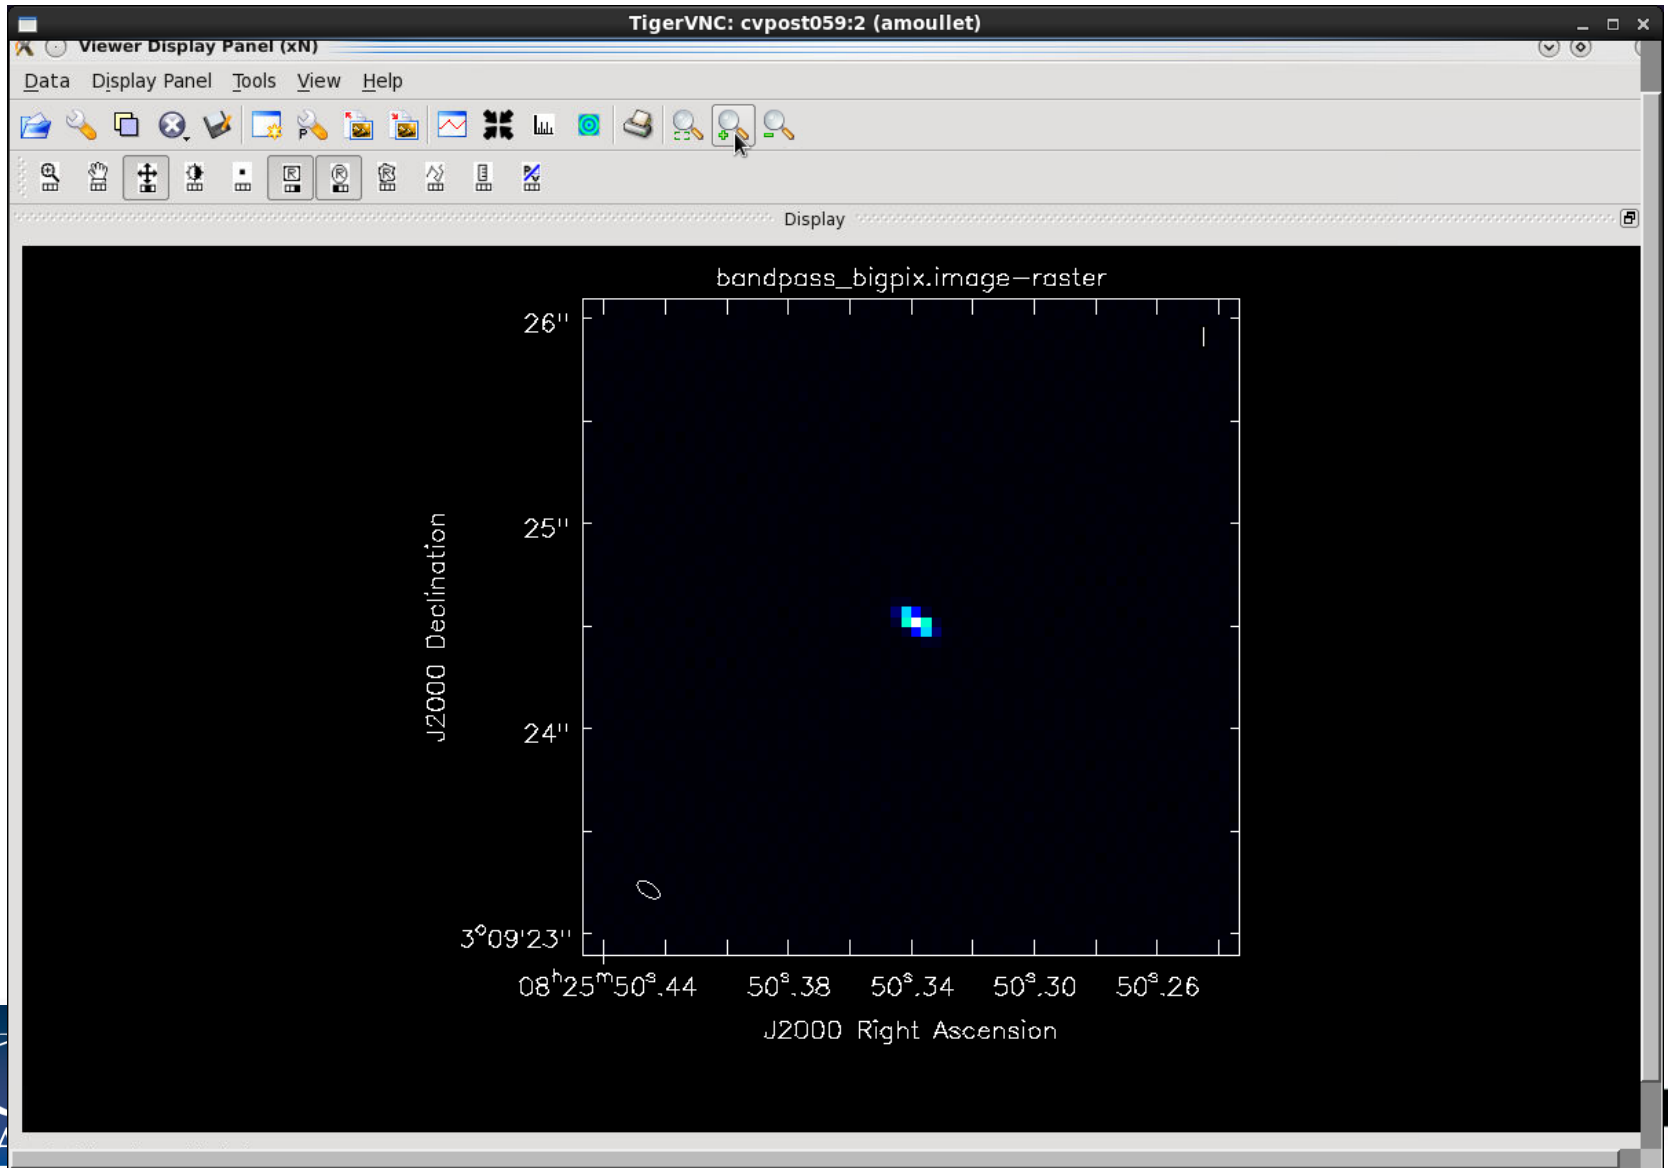 TigerVNC: cvpost059:2 (amoullet)
Viewer Display Panel (xN)
Data Display Panel Tools View Help
Display
bandpass_bigpix.image-raster
26"
25"
24"
3°09'23"
J2000 Declination
08h25m50s.44 50s.38 50s.34 50s.30 50s.26
J2000 Right Ascension